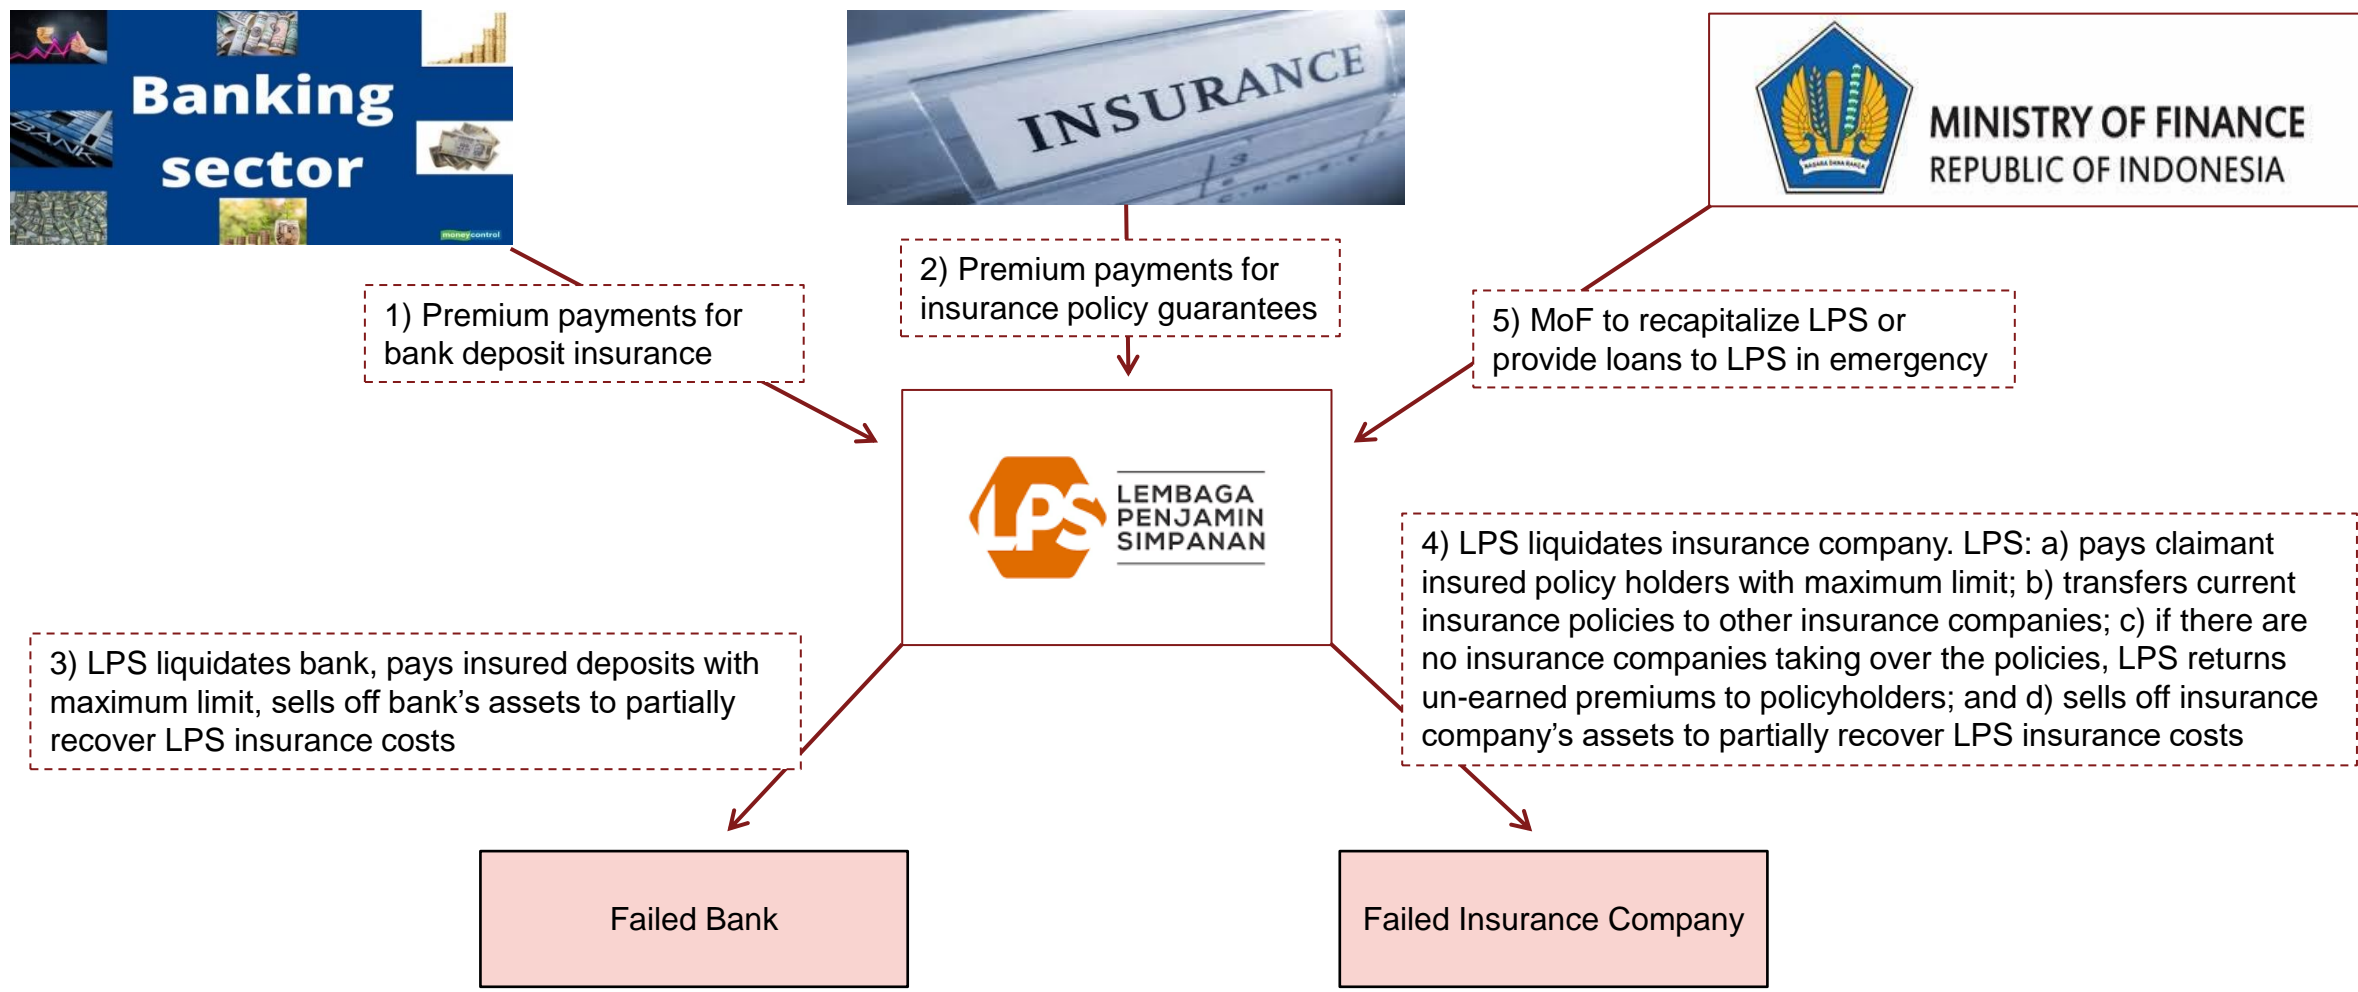 Banking
sector
BANK
moneycontrol
INSURANCE
3
MINISTRY OF FINANCE
REPUBLIC OF INDONESIA
NAGARA DANA RAKCA
1) Premium payments for
bank deposit insurance
2) Premium payments for
insurance policy guarantees
5) MoF to recapitalize LPS or
provide loans to LPS in emergency
LPS
LEMBAGA
PENJAMIN
SIMPANAN
3) LPS liquidates bank, pays insured deposits with
maximum limit, sells off bank’s assets to partially
recover LPS insurance costs
4) LPS liquidates insurance company. LPS: a) pays claimant
insured policy holders with maximum limit; b) transfers current
insurance policies to other insurance companies; c) if there are
no insurance companies taking over the policies, LPS returns
un-earned premiums to policyholders; and d) sells off insurance
company’s assets to partially recover LPS insurance costs
Failed Bank
Failed Insurance Company